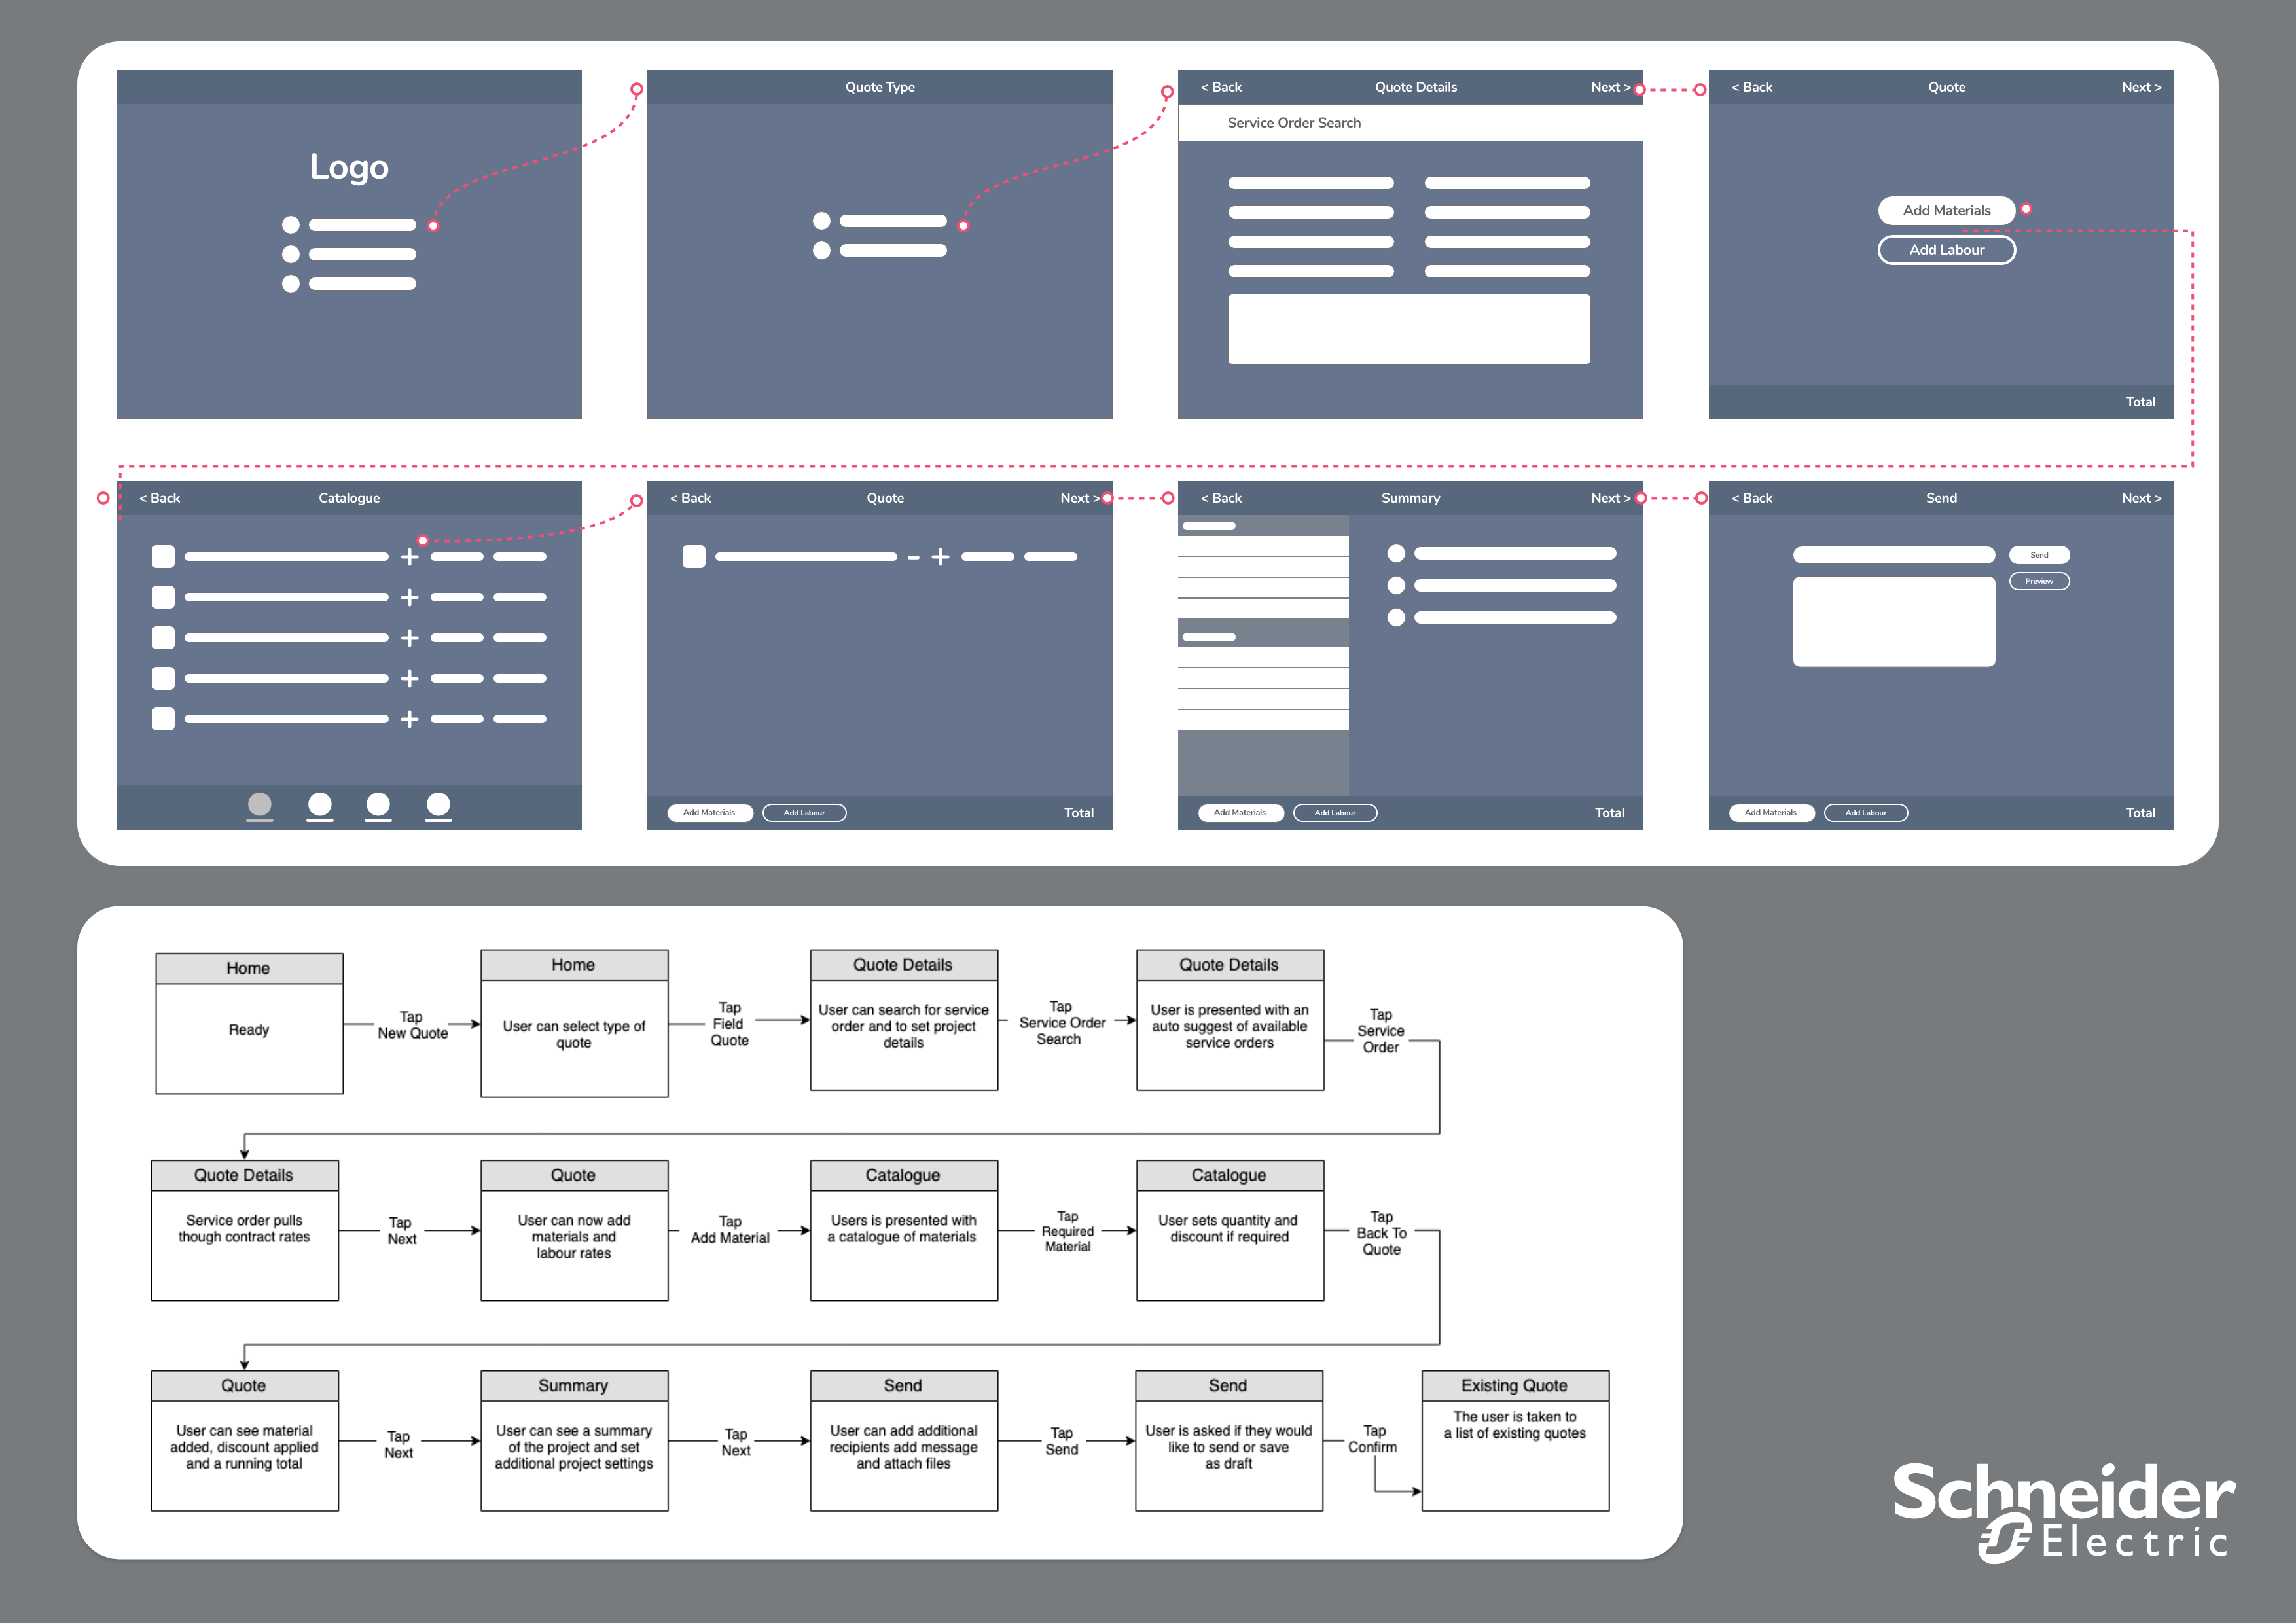 Logo
Quote Type
< Back Quote Details Next >
Service Order Search
< Back Quote Next >
Add Materials
Add Labour
Total
< Back Catalogue
< Back Quote Next >
Add Materials Add Labour Total
< Back Summary Next >
Add Materials Add Labour Total
< Back Send Next >
Send
Preview
Add Materials Add Labour Total
Home
Ready
Tap
New Quote
Home
User can select type of
quote
Tap
Field
Quote
Quote Details
User can search for service
order and to set project
details
Tap
Service Order
Search
Quote Details
User is presented with an
auto suggest of available
service orders
Tap
Service
Order
Quote Details
Service order pulls
though contract rates
Tap
Next
Quote
User can now add
materials and
labour rates
Tap
Add Material
Catalogue
Users is presented with
a catalogue of materials
Tap
Required
Material
Catalogue
User sets quantity and
discount if required
Tap
Back To
Quote
Quote
User can see material
added, discount applied
and a running total
Tap
Next
Summary
User can see a summary
of the project and set
additional project settings
Tap
Next
Send
User can add additional
recipients add message
and attach files
Tap
Send
Send
User is asked if they would
like to send or save
as draft
Tap
Confirm
Existing Quote
The user is taken to
a list of existing quotes
Schneider
Electric